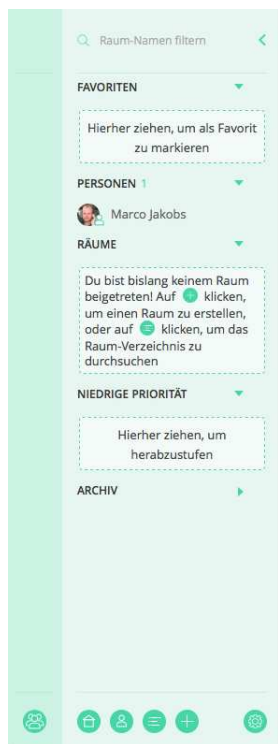 Raum-Namen filtern
FAVORITEN
Hierher ziehen, um als Favorit
zu markieren
PERSONEN 1
Marco Jakobs
RÄUME
Du bist bislang keinem Raum
beigetreten! Auf klicken,
um einen Raum zu erstellen,
oder auf klicken, um das
Raum-Verzeichnis zu
durchsuchen
NIEDRIGE PRIORITÄT
Hierher ziehen, um
herabzustufen
ARCHIV